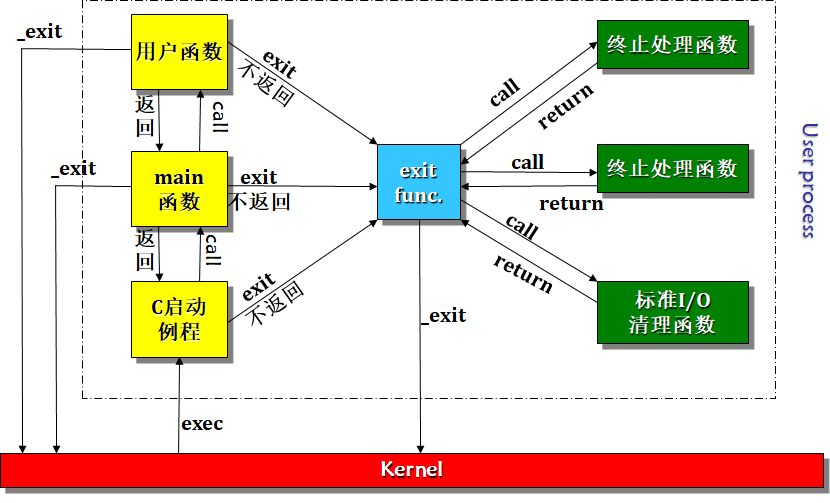 _exit
用户函数
exit
不返回
终止处理函数
call
return
返
回
call
User process
_exit
main
函数
exit
不返回
exit
func.
call
终止处理函数
return
返
回
call
call
return
exit
不返回
C启动
例程
标准I/O
清理函数
_exit
exec
Kernel